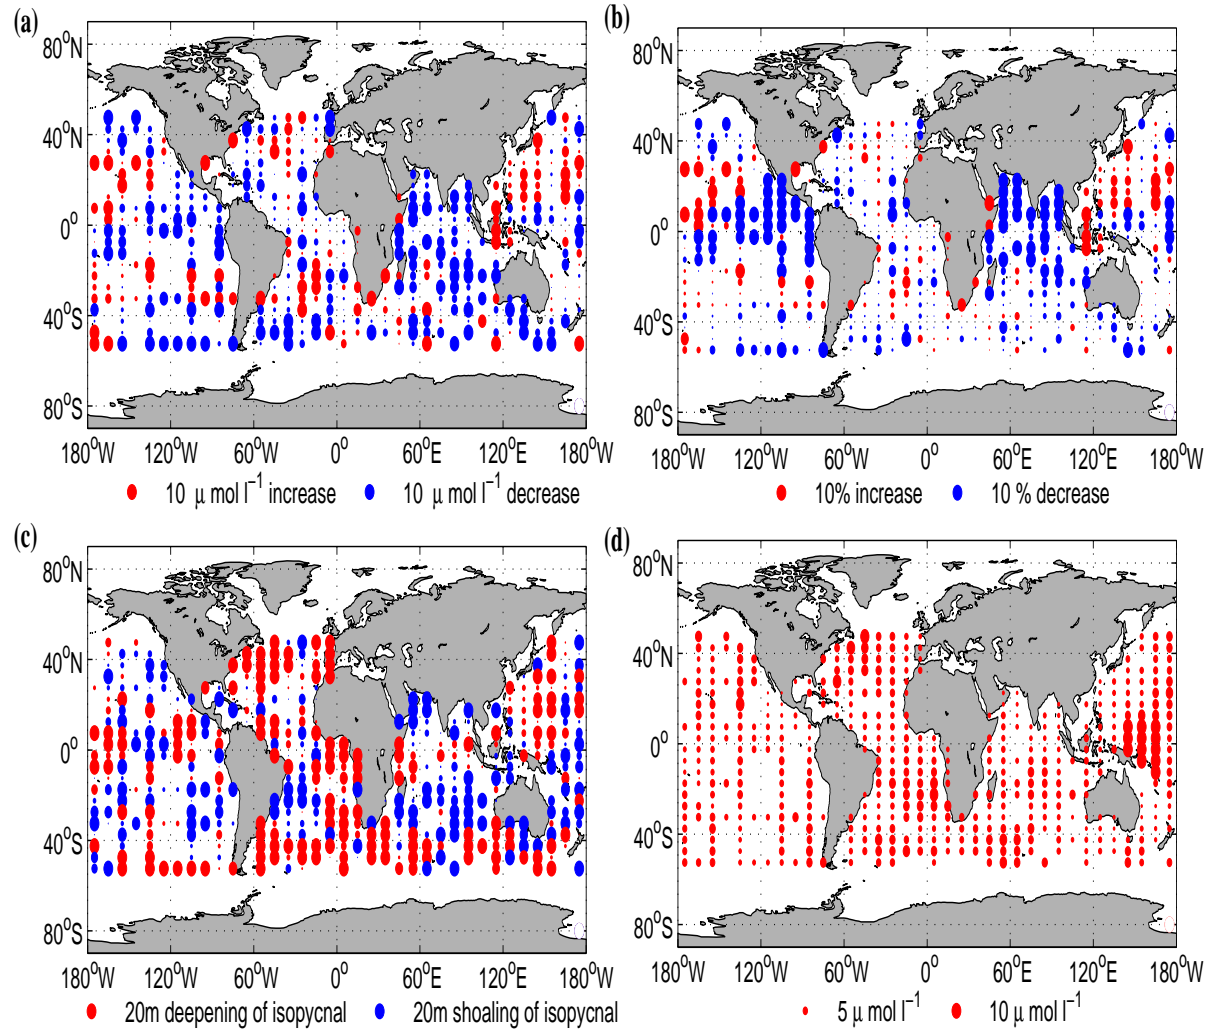 (a)
80°N
40°N
0°
40°S
80°S
180°W 120°W 60°W 0° 60°E 120°E 180°W
10 μ mol l⁻¹ increase 10 μ mol l⁻¹ decrease
(b)
80°N
40°N
0°
40°S
80°S
180°W 120°W 60°W 0° 60°E 120°E 180°W
10% increase 10 % decrease
(c)
80°N
40°N
0°
40°S
80°S
180°W 120°W 60°W 0° 60°E 120°E 180°W
20m deepening of isopycnal 20m shoaling of isopycnal
(d)
80°N
40°N
0°
40°S
80°S
180°W 120°W 60°W 0° 60°E 120°E 180°W
5 μ mol l⁻¹ 10 μ mol l⁻¹